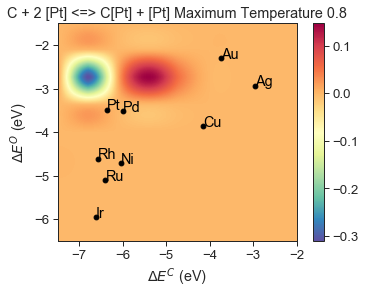 C + 2 [Pt] <=> C[Pt] + [Pt] Maximum Temperature 0.8
−2
−3
−4
−5
−6
ΔE^O (eV)
Au
Ag
Pt
Pd
Cu
Rh
Ni
Ru
Ir
−7
−6
−5
−4
−3
−2
ΔE^C (eV)
0.1
0.0
−0.1
−0.2
−0.3